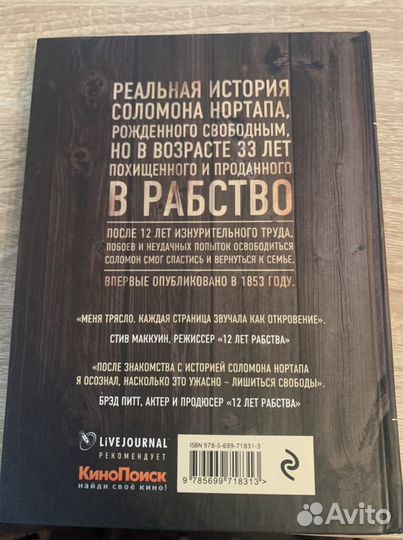 РЕАЛЬНАЯ ИСТОРИЯ
СОЛОМОНА НОРТАПА,
РОЖДЕННОГО СВОБОДНЫМ,
НО В ВОЗРАСТЕ 33 ЛЕТ
ПОХИЩЕННОГО И ПРОДАННОГО
В РАБСТВО
ПОСЛЕ 12 ЛЕТ ИЗНУРИТЕЛЬНОГО ТРУДА,
ПОБОЕВ И НЕУДАЧНЫХ ПОПЫТОК ОСВОБОДИТЬСЯ
СОЛОМОН СМОГ СПАСТИСЬ И ВЕРНУТЬСЯ К СЕМЬЕ.
ВПЕРВЫЕ ОПУБЛИКОВАНО В 1853 ГОДУ.
«МЕНЯ ТРЯСЛО. КАЖДАЯ СТРАНИЦА ЗВУЧАЛА КАК ОТКРОВЕНИЕ».
СТИВ МАККУИН, РЕЖИССЕР «12 ЛЕТ РАБСТВА»
«ПОСЛЕ ЗНАКОМСТВА С ИСТОРИЕЙ СОЛОМОНА НОРТАПА
Я ОСОЗНАЛ, НАСКОЛЬКО ЭТО УЖАСНО – ЛИШИТЬСЯ СВОБОДЫ».
БРЭД ПИТТ, АКТЕР И ПРОДЮСЕР «12 ЛЕТ РАБСТВА»
LIVEJOURNAL
РЕКОМЕНДУЕТ
КиноПоиск
найди своё кино!
ISBN 978-5-699-71831-3
9 785699 718313 >
Avito